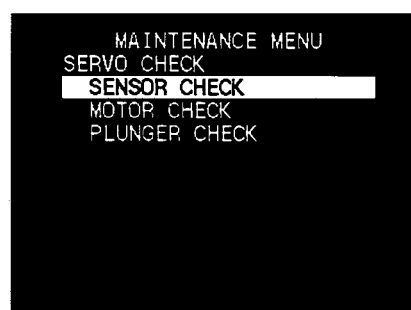 MAINTENANCE MENU
SERVO CHECK
SENSOR CHECK
MOTOR CHECK
PLUNGER CHECK